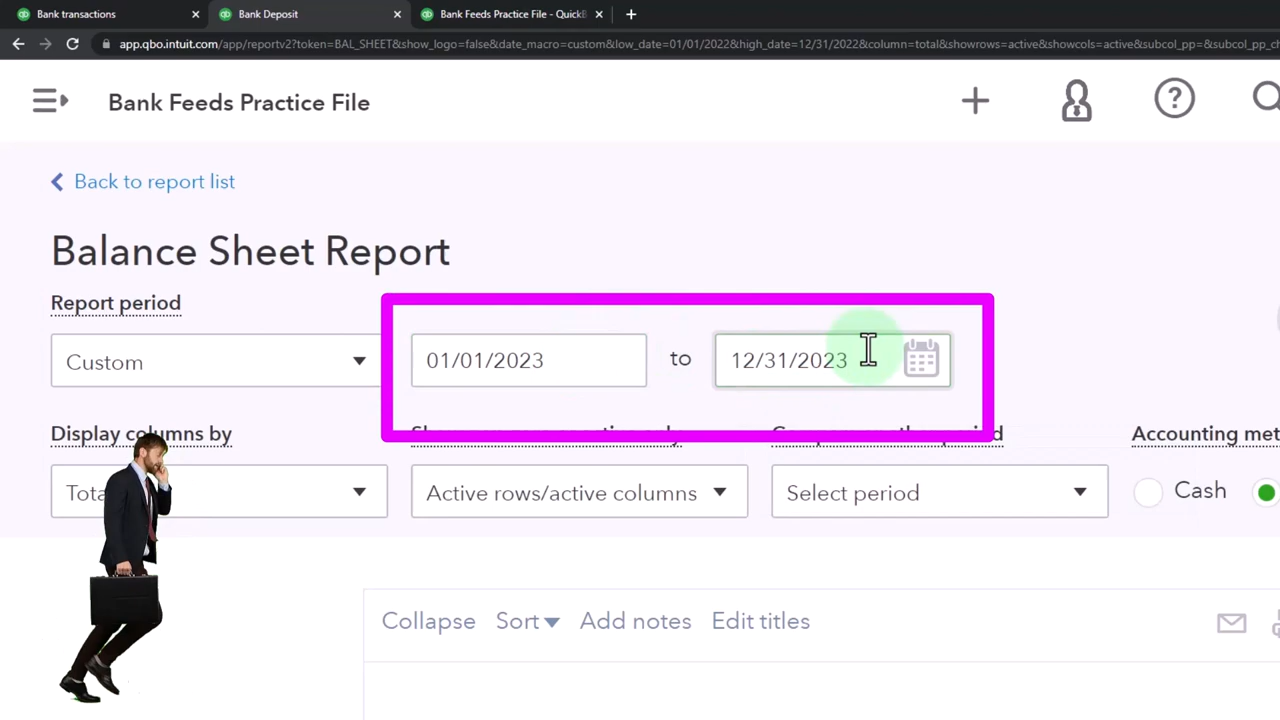 Bank transactions
Bank Deposit
Bank Feeds Practice File - QuickB
app.qbo.intuit.com/app/reportv2?token=BAL_SHEET&show_logo=false&date_macro=custom&low_date=01/01/2022&high_date=12/31/2022&column=total&showrows=active&showcols=active&subcol_pp=&subcol_pp_ch
Bank Feeds Practice File
Back to report list
Balance Sheet Report
Report period
Custom
01/01/2023 to 12/31/2023
Display columns by
Accounting met
Tota
Active rows/active columns
Select period
Cash
Collapse Sort Add notes Edit titles